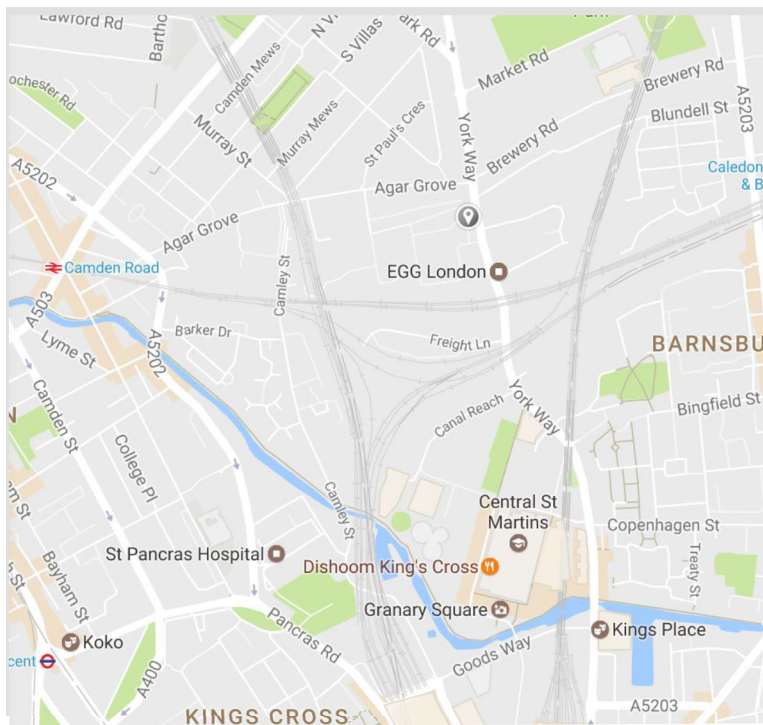 Lawford Rd
Barthо
N Vi
S Villas
ark Rd
Park
Camden Mews
Market Rd
Brewery Rd
A5203
ochester Rd
Murray St
Murray Mews
St Paul's Cres
York Way
Brewery Rd
Blundell St
A5202
Agar Grove
Caledon
& B
Agar Grove
Camden Road
Camley St
EGG London
A503
Barker Dr
A5202
Freight Ln
BARNSBU
Lyme St
Camden St
York Way
Bingfield St
N
College Pl
Canal Reach
Camley St
Central St
Martins
Copenhagen St
m St
St Pancras Hospital
Dishoom King's Cross
Treaty St
Bayham St
Granary Square
Kings Place
Koko
Pancras Rd
cent
A400
Goods Way
KINGS CROSS
A5203